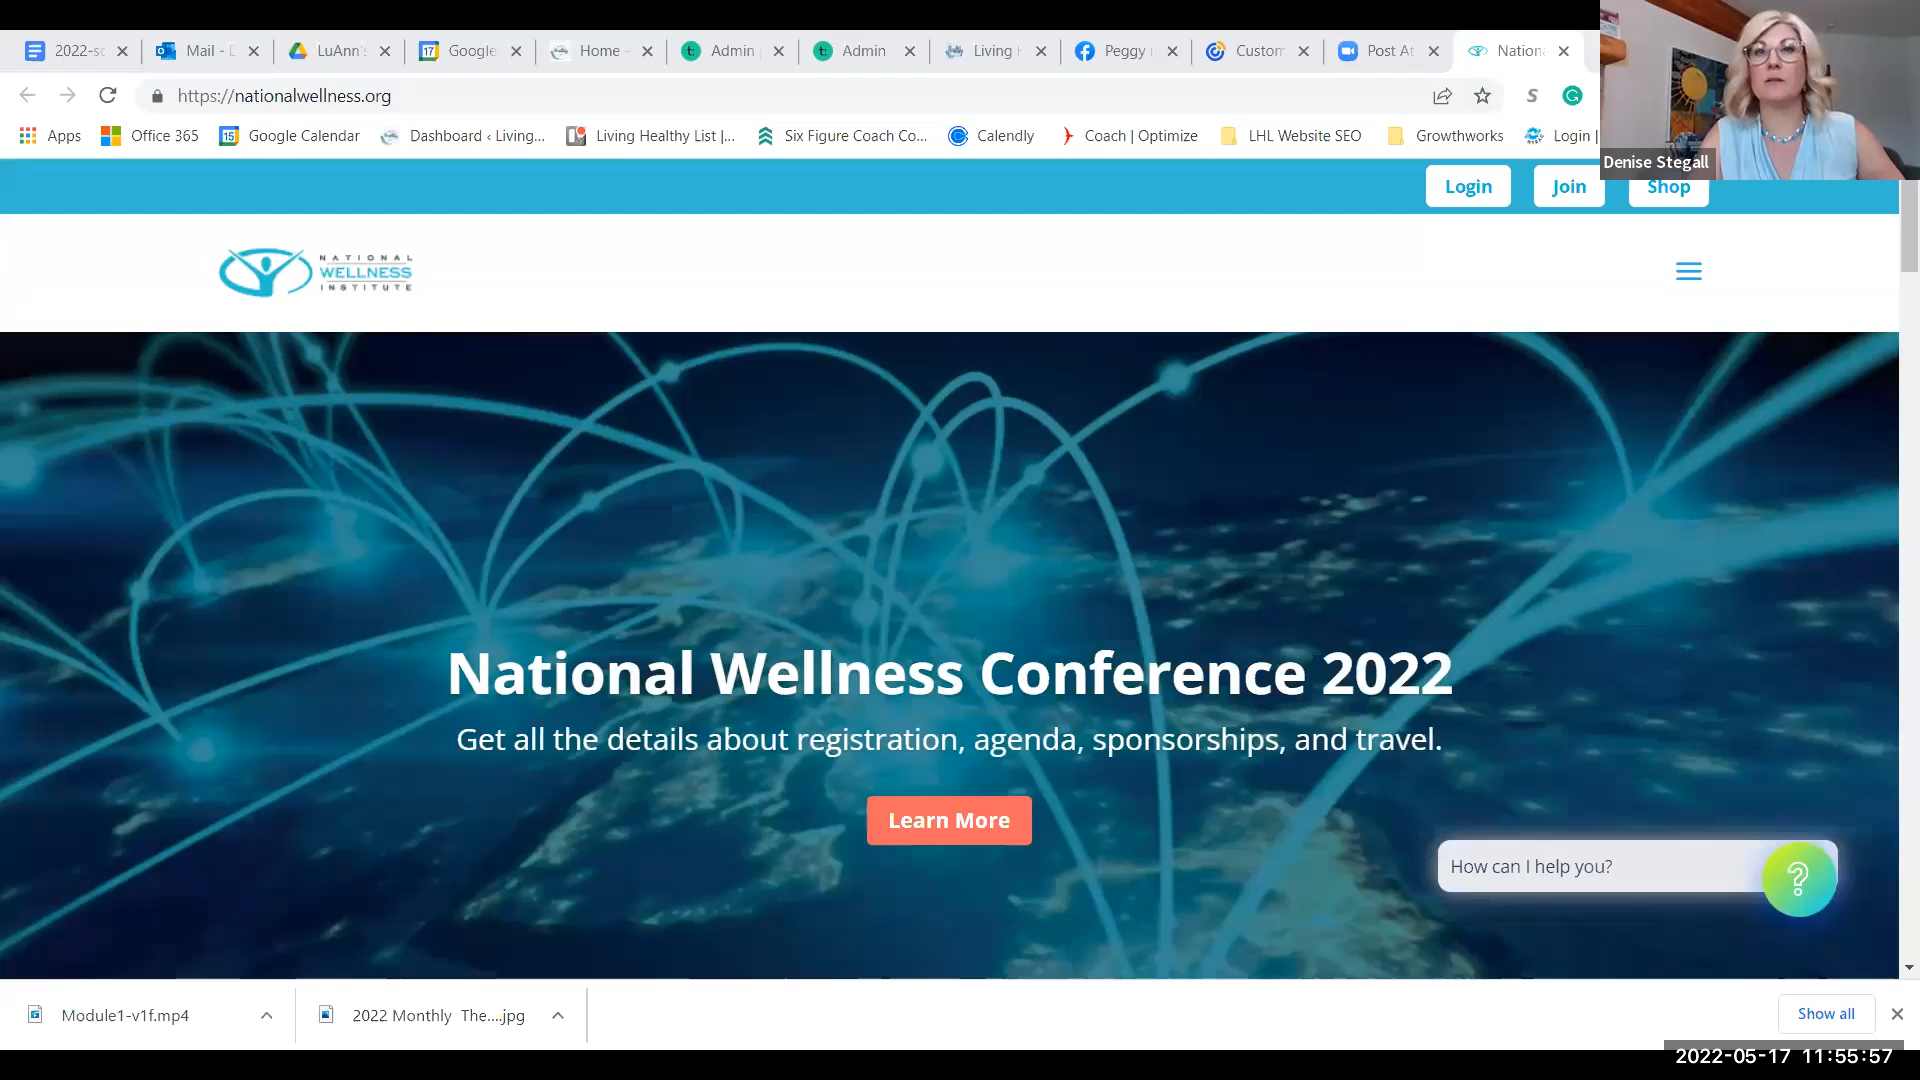 2022-sc
Mail - D
LuAnn's
17
Google
Home -
t:
Admin
t:
Admin
Living H
Peggy
Custom
Post At
Nationa
https://nationalwellness.org
S
G
Apps
Office 365
15
Google Calendar
Dashboard ‹ Living...
Living Healthy List |...
Six Figure Coach Co...
Calendly
Coach | Optimize
LHL Website SEO
Growthworks
Login |
Denise Stegall
Login
Join
Shop
NATIONAL
WELLNESS
INSTITUTE
National Wellness Conference 2022
Get all the details about registration, agenda, sponsorships, and travel.
Learn More
How can I help you?
?
Module1-v1f.mp4
2022 Monthly The....jpg
Show all
2022-05-17 11:55:57